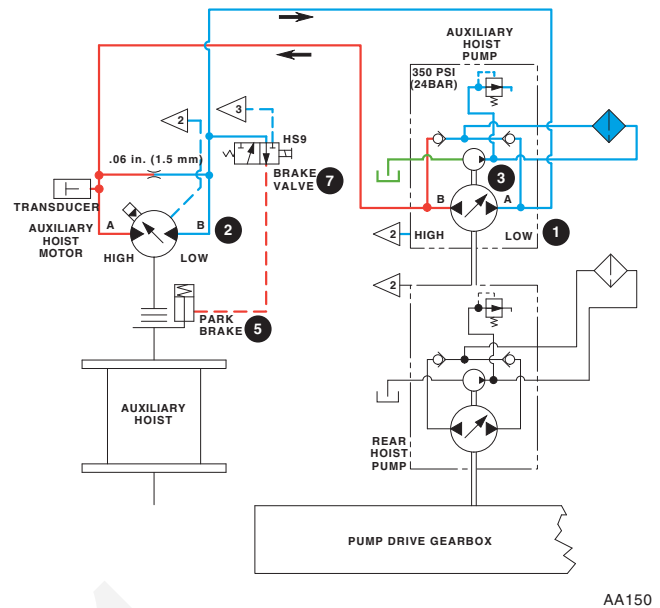 AUXILIARY
HOIST
PUMP
350 PSI
(24BAR)
2
3
HS9
.06 in. (1.5 mm)
BRAKE
VALVE
7
3
TRANSDUCER
AUXILIARY
HOIST
MOTOR
A
B
2
B
A
HIGH
LOW
2
HIGH
LOW
1
2
PARK
BRAKE
5
AUXILIARY
HOIST
REAR
HOIST
PUMP
PUMP DRIVE GEARBOX
AA150